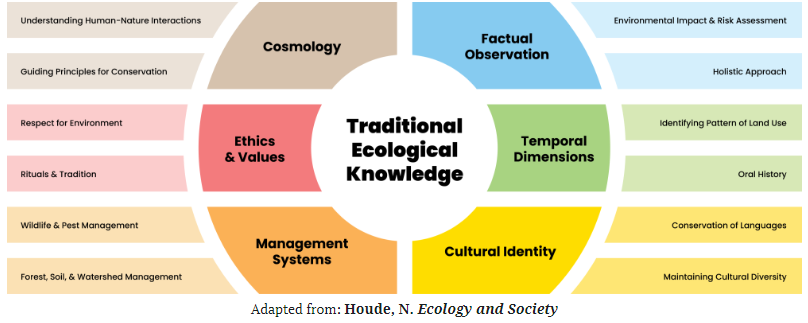 Understanding Human-Nature Interactions
Guiding Principles for Conservation
Cosmology
Respect for Environment
Rituals & Tradition
Ethics
& Values
Wildlife & Pest Management
Forest, Soil, & Watershed Management
Management
Systems
Traditional
Ecological
Knowledge
Factual
Observation
Environmental Impact & Risk Assessment
Holistic Approach
Temporal
Dimensions
Identifying Pattern of Land Use
Oral History
Cultural Identity
Conservation of Languages
Maintaining Cultural Diversity
Adapted from: Houde, N. Ecology and Society